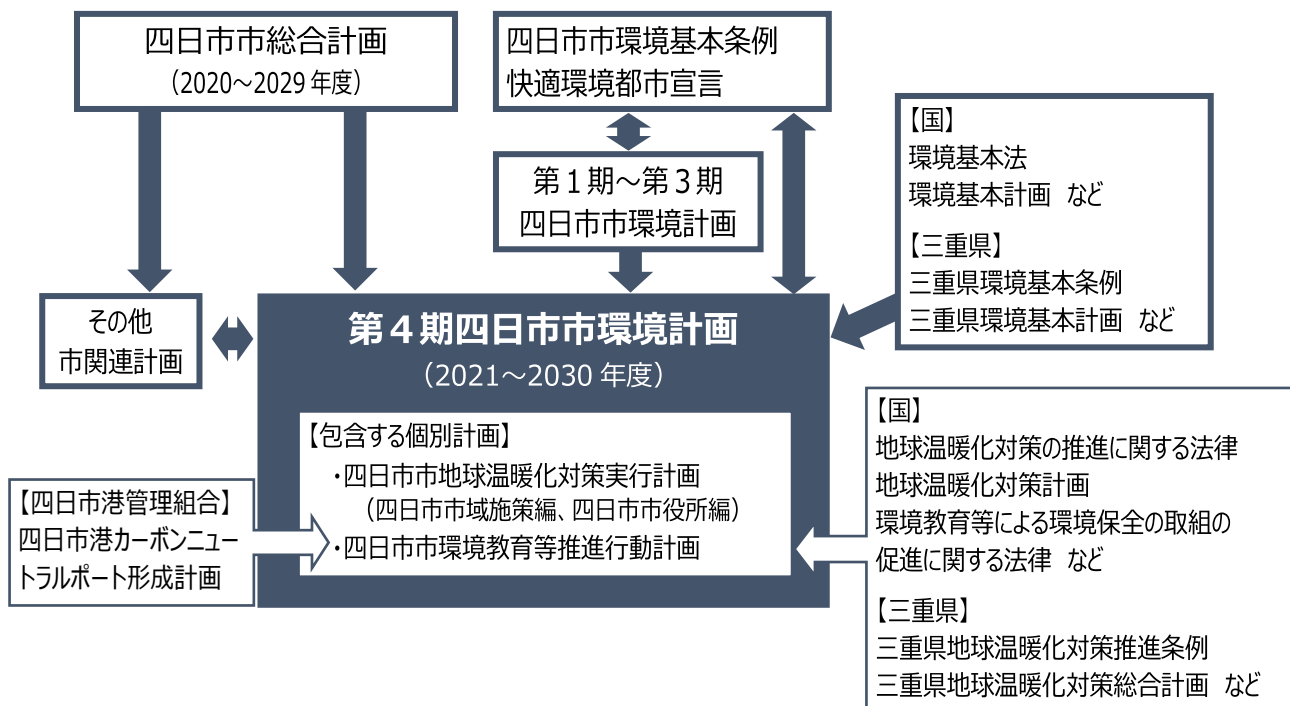 四日市市総合計画
（2020～2029 年度）
四日市市環境基本条例
快適環境都市宣言
第１期～第３期
四日市市環境計画
【国】
環境基本法
環境基本計画　など
【三重県】
三重県環境基本条例
三重県環境基本計画　など
その他
市関連計画
第４期四日市市環境計画
（2021～2030 年度）
【包含する個別計画】
・四日市市地球温暖化対策実行計画
（四日市市域施策編、四日市市役所編）
・四日市市環境教育等推進行動計画
【四日市港管理組合】
四日市港カーボンニュー
トラルポート形成計画
【国】
地球温暖化対策の推進に関する法律
地球温暖化対策計画
環境教育等による環境保全の取組の
促進に関する法律　など
【三重県】
三重県地球温暖化対策推進条例
三重県地球温暖化対策総合計画　など